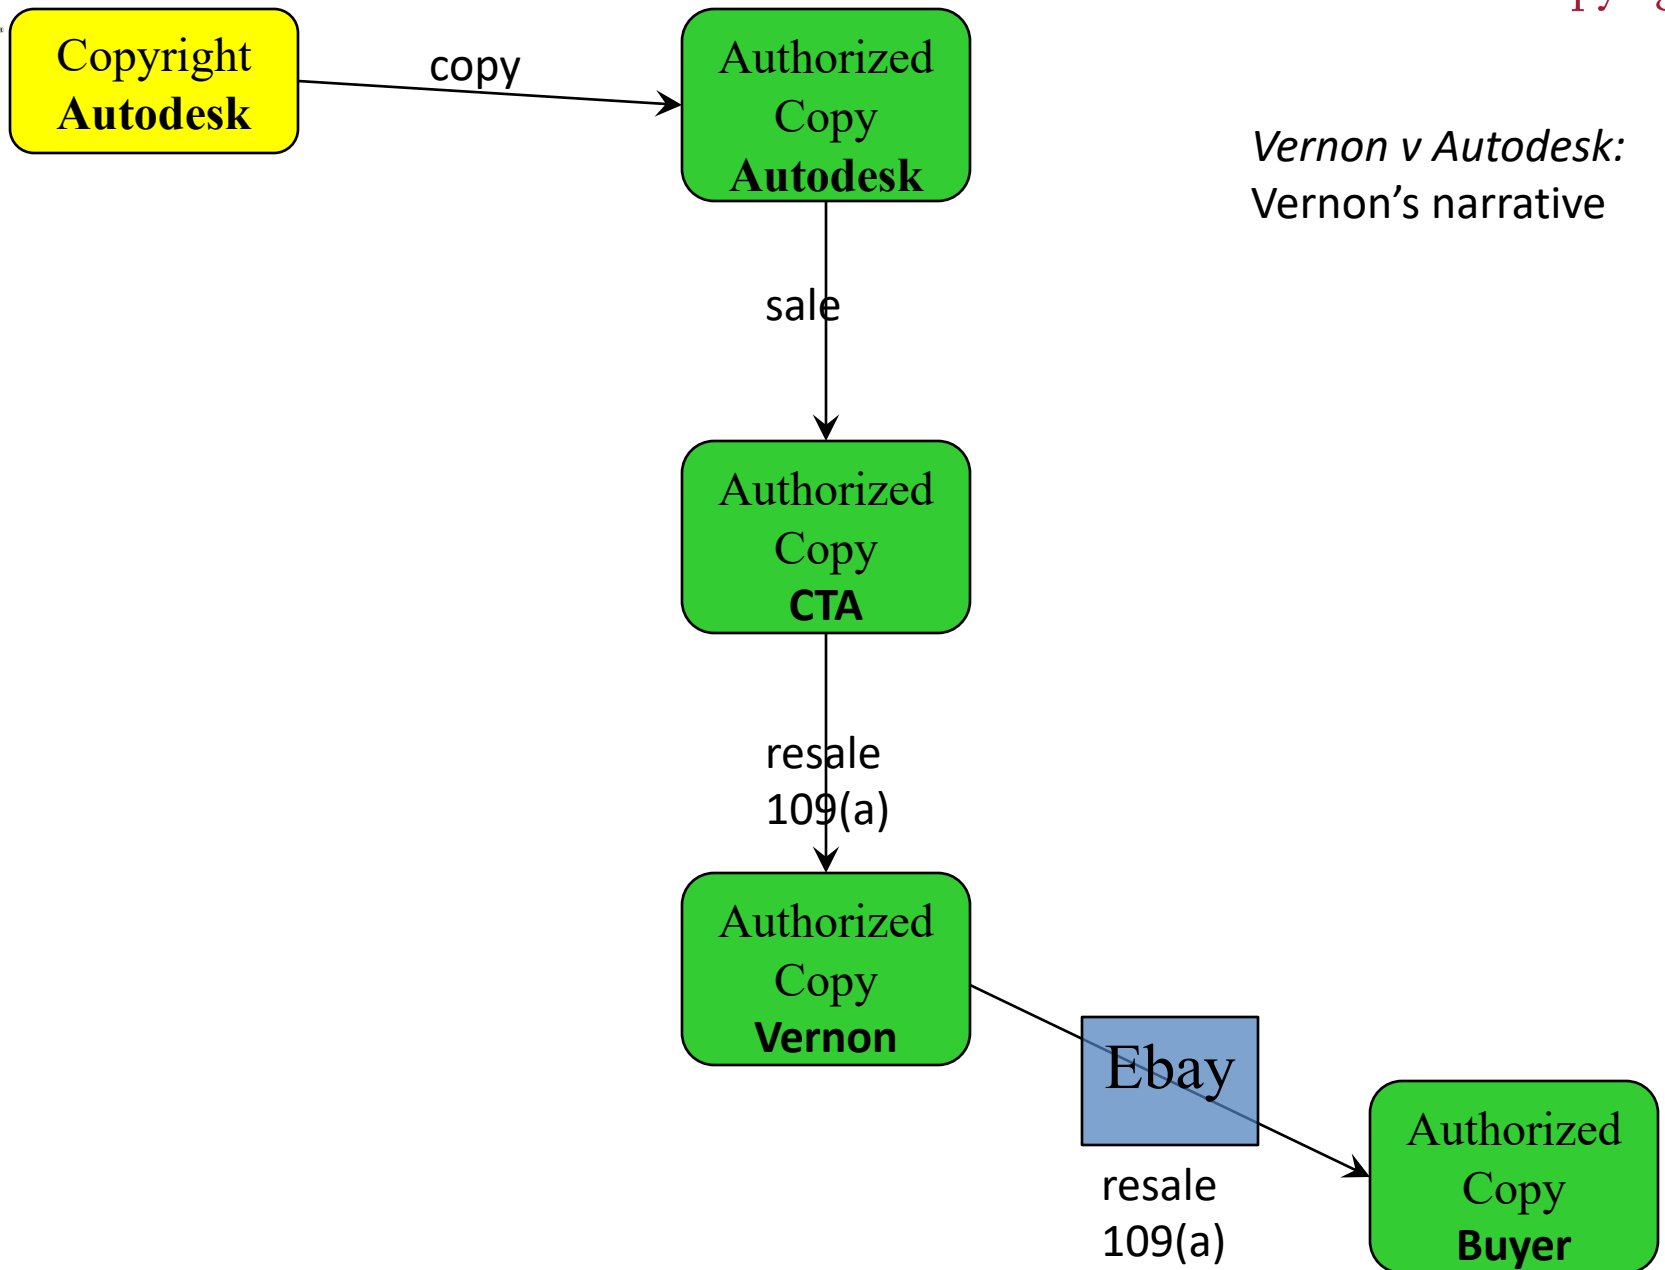 Copyright
Autodesk
copy
Authorized
Copy
Autodesk
Vernon v Autodesk:
Vernon’s narrative
sale
Authorized
Copy
CTA
resale
109(a)
Authorized
Copy
Vernon
Ebay
resale
109(a)
Authorized
Copy
Buyer